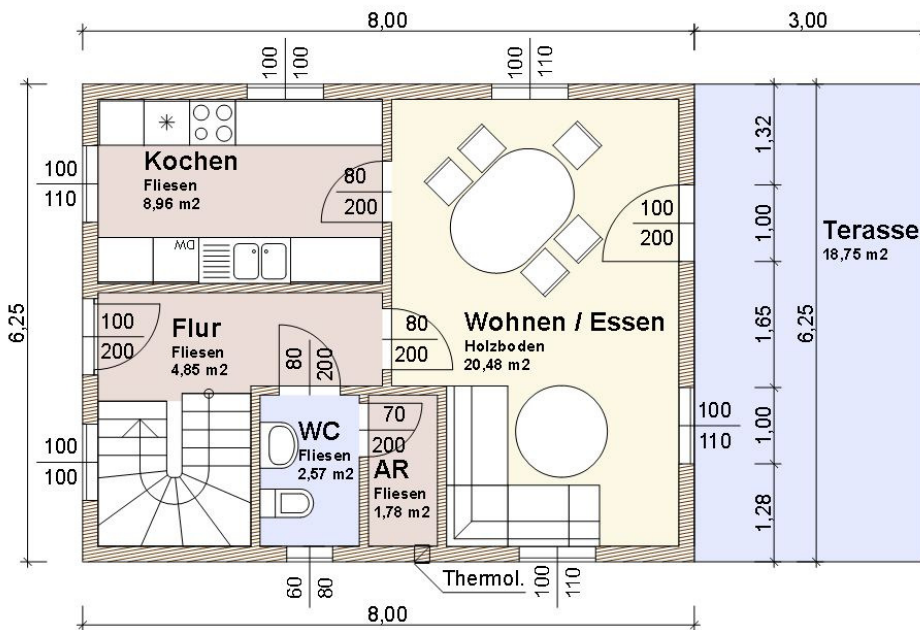 8,00
3,00
100
100
100
110
Kochen
Fliesen
8,96 m2
100
110
80
200
DW
100
200
Terasse
18,75 m2
1,32
1,00
1,65
1,00
1,28
6,25
6,25
100
200
Flur
Fliesen
4,85 m2
80
200
Wohnen / Essen
Holzboden
20,48 m2
80
200
100
100
WC
Fliesen
2,57 m2
70
200
AR
Fliesen
1,78 m2
100
110
60
80
Thermol.
100
110
8,00